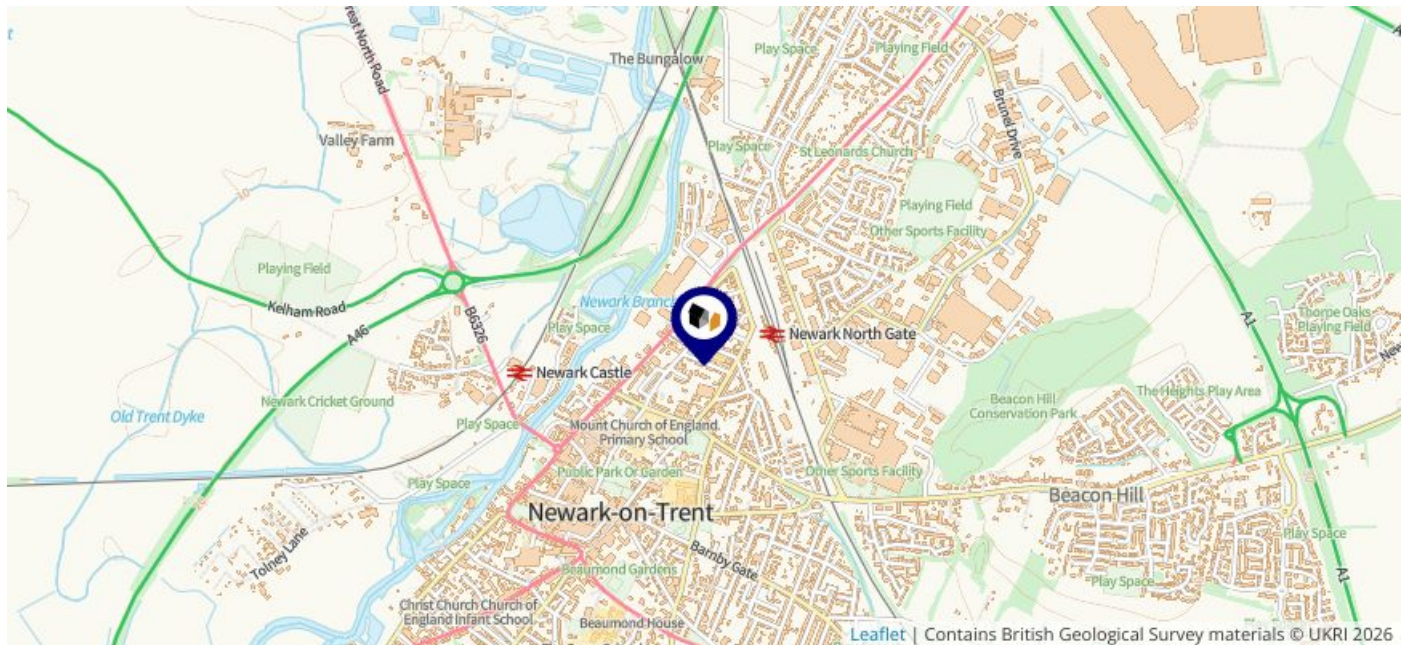 Great North Road
The Bungalow
Play Space
Playing Field
Valley Farm
Brunel Drive
Play Space
St Leonards Church
A1
Playing Field
Other Sports Facility
Playing Field
Kelham Road
A46
B6326
Newark Branch
Play Space
Newark North Gate
Thorpe Oaks
Playing Field
Newark Castle
Newark Cricket Ground
Old Trent Dyke
Play Space
Mount Church of England
Primary School
Beacon Hill
Conservation Park
The Heights Play Area
Public Park Or Garden
Play Space
Other Sports Facility
Beacon Hill
Newark-on-Trent
Tolney Lane
Barnby Gate
Play Space
Beaumond Gardens
Play Space
A1
Christ Church Church of
England Infant School
Beaumond House
Leaflet | Contains British Geological Survey materials © UKRI 2026